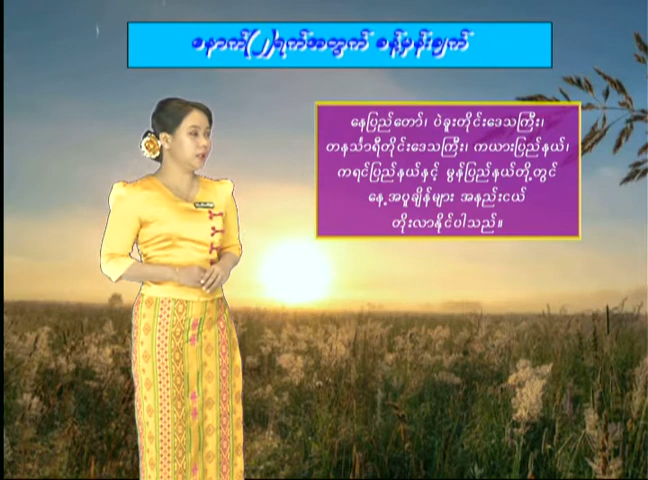 နောက်(၂)ရက်အတွက် ခန့်မှန်းချက်
နေပြည်တော်၊ ပဲခူးတိုင်းဒေသကြီး၊
တနင်္သာရီတိုင်းဒေသကြီး၊ ကယားပြည်နယ်၊
ကရင်ပြည်နယ်နှင့် မွန်ပြည်နယ်တို့တွင်
နေ့အပူချိန်များ အနည်းငယ်
တိုးလာနိုင်ပါသည်။